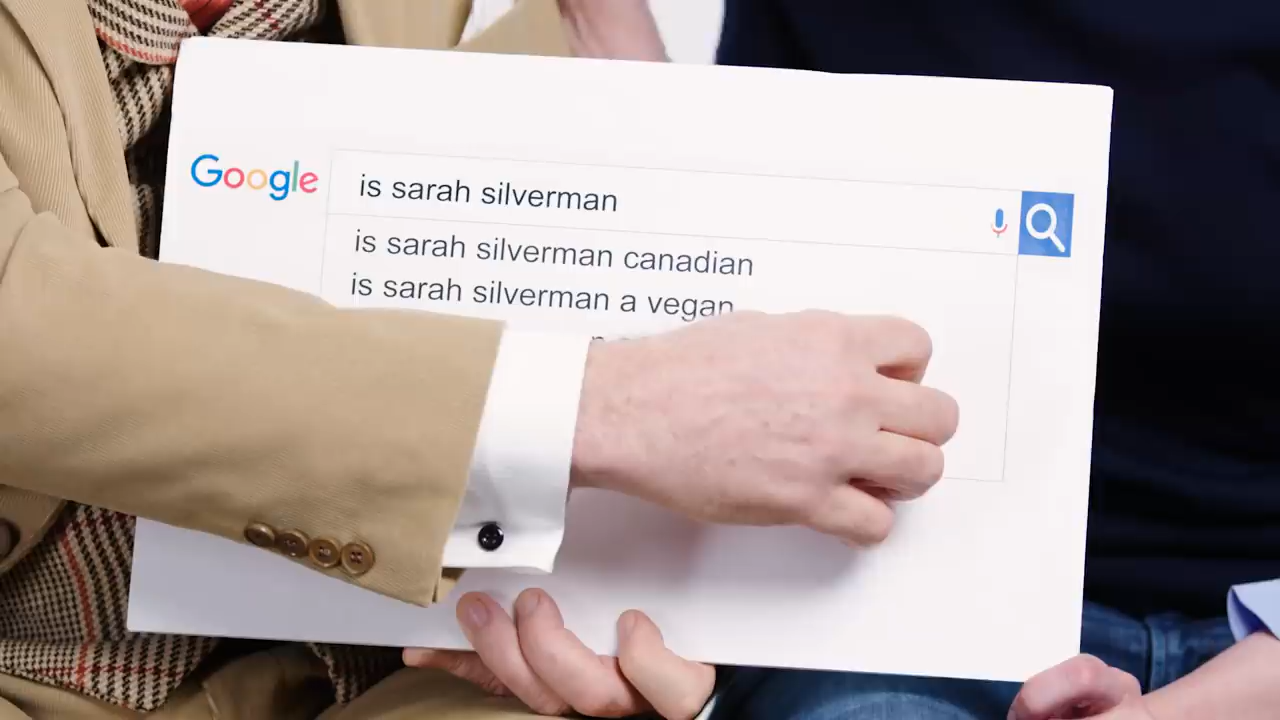 Google
is sarah silverman
is sarah silverman canadian
is sarah silverman a vegan